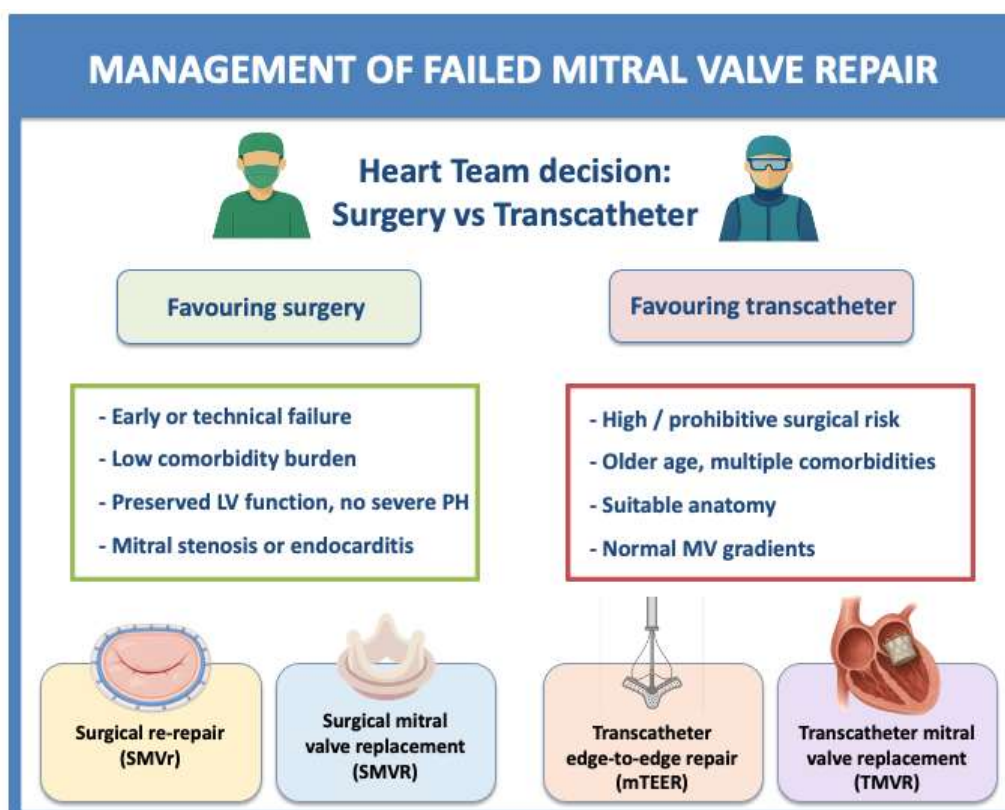 MANAGEMENT OF FAILED MITRAL VALVE REPAIR
Heart Team decision:
Surgery vs Transcatheter
Favouring surgery
- Early or technical failure
- Low comorbidity burden
- Preserved LV function, no severe PH
- Mitral stenosis or endocarditis
Favouring transcatheter
- High / prohibitive surgical risk
- Older age, multiple comorbidities
- Suitable anatomy
- Normal MV gradients
Surgical re-repair
(SMVr)
Surgical mitral
valve replacement
(SMVR)
Transcatheter
edge-to-edge repair
(mTEER)
Transcatheter mitral
valve replacement
(TMVR)